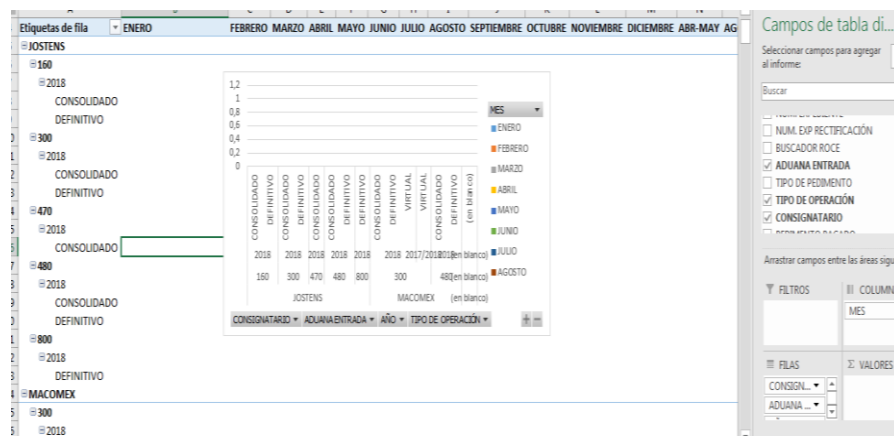 Etiquetas de fila ENERO FEBRERO MARZO ABRIL MAYO JUNIO JULIO AGOSTO SEPTIEMBRE OCTUBRE NOVIEMBRE DICIEMBRE ABR-MAY AG
JOSTENS
160
2018
CONSOLIDADO
DEFINITIVO
300
2018
CONSOLIDADO
DEFINITIVO
470
2018
CONSOLIDADO
480
2018
CONSOLIDADO
DEFINITIVO
800
2018
DEFINITIVO
MACOMEX
300
2018
1,2
1
0,8
0,6
0,4
0,2
0
CONSOLIDADO
DEFINITIVO
CONSOLIDADO
DEFINITIVO
CONSOLIDADO
CONSOLIDADO
DEFINITIVO
DEFINITIVO
CONSOLIDADO
DEFINITIVO
VIRTUAL
VIRTUAL
CONSOLIDADO
DEFINITIVO
(en blanco)
2018 2018 2018 2018 2018 2018 2017/2018 2018 (en blanco)
160 300 470 480 800 300 480 (en blanco)
JOSTENS MACOMEX (en blanco)
MES
ENERO
FEBRERO
MARZO
ABRIL
MAYO
JUNIO
JULIO
AGOSTO
CONSIGNATARIO ADUANA ENTRADA AÑO TIPO DE OPERACIÓN + −
Campos de tabla di...
Seleccionar campos para agregar
al informe:
Buscar
NUM. EXP RECTIFICACIÓN
BUSCADOR ROCE
ADUANA ENTRADA
TIPO DE PEDIMENTO
TIPO DE OPERACIÓN
CONSIGNATARIO
Arrastrar campos entre las áreas sigu
FILTROS COLUMN
MES
FILAS Σ VALORES
CONSIGN...
ADUANA ...